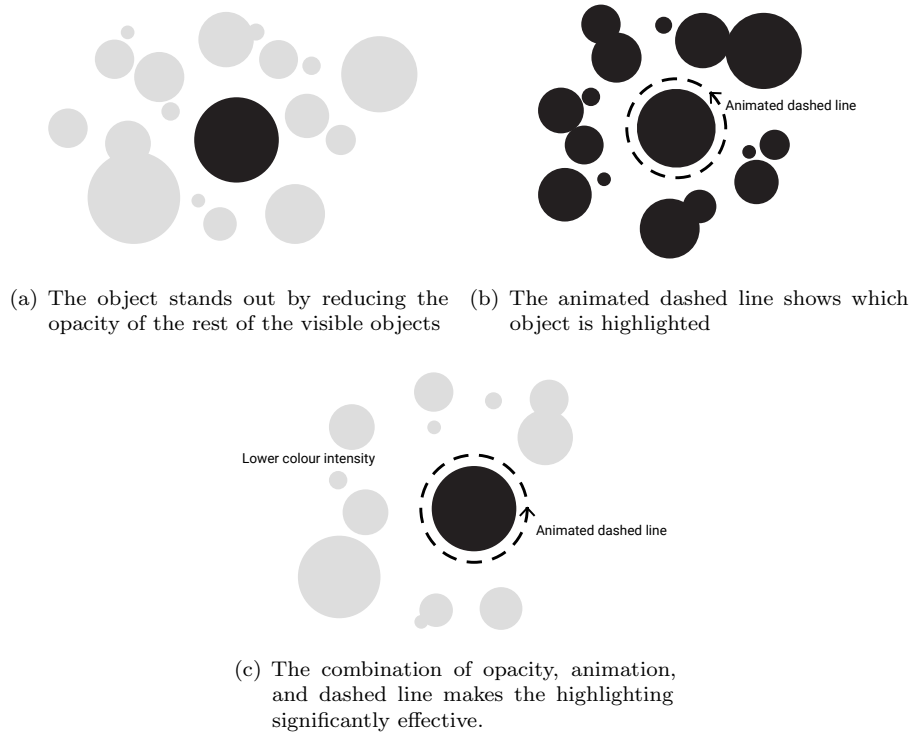 Animated dashed line
(a) The object stands out by reducing the
opacity of the rest of the visible objects
(b) The animated dashed line shows which
object is highlighted
Lower colour intensity
Animated dashed line
(c) The combination of opacity, animation,
and dashed line makes the highlighting
significantly effective.